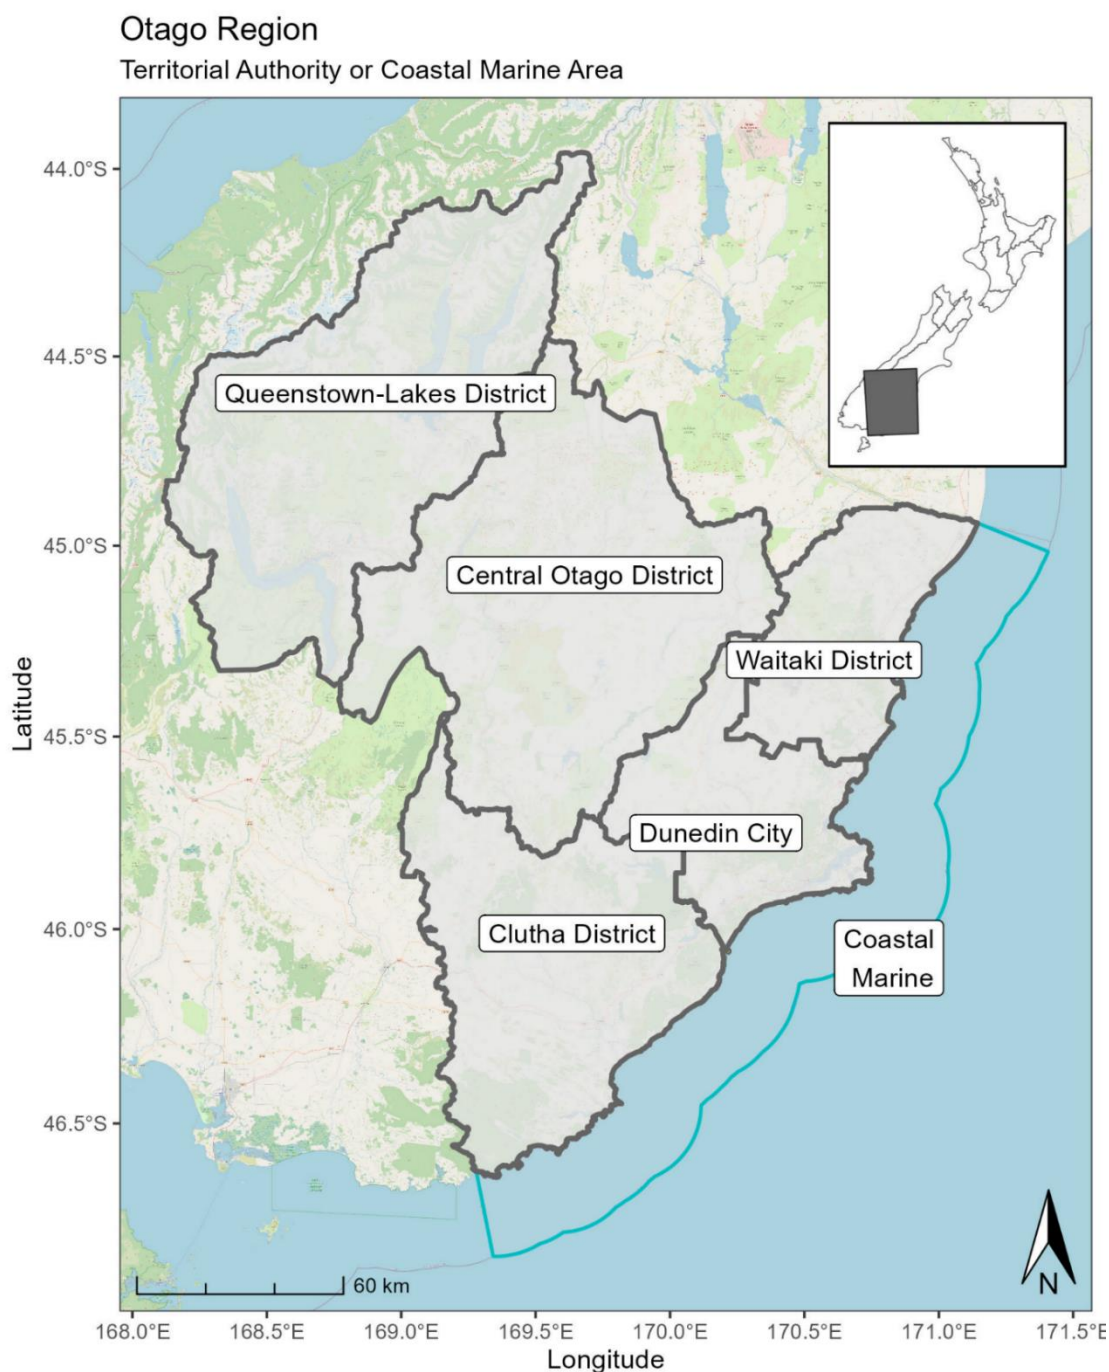 Otago Region
Territorial Authority or Coastal Marine Area
44.0°S
44.5°S
Queenstown-Lakes District
45.0°S
Central Otago District
Waitaki District
Latitude
45.5°S
Dunedin City
46.0°S
Clutha District
Coastal
Marine
46.5°S
60 km
N
168.0°E
168.5°E
169.0°E
169.5°E
170.0°E
170.5°E
171.0°E
171.5°
Longitude